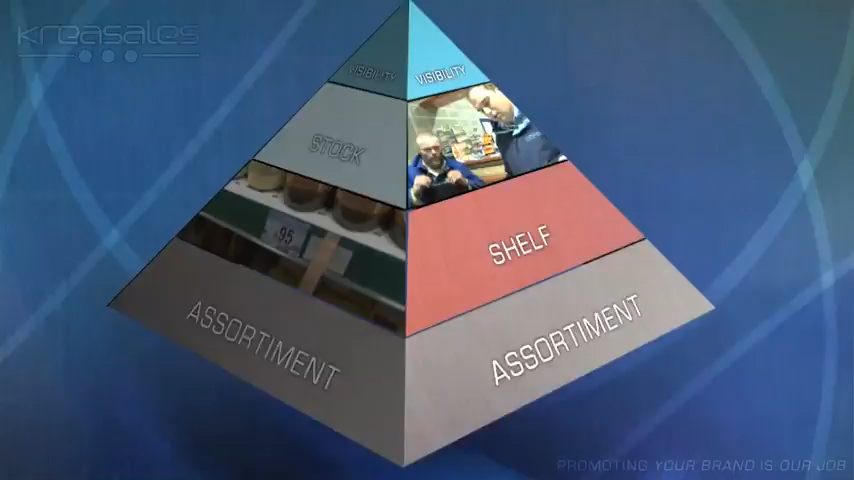 kreasales
VISIBILITY
VISIBILITY
STOCK
95
SHELF
ASSORTIMENT
ASSORTIMENT
PROMOTING YOUR BRAND IS OUR JOB